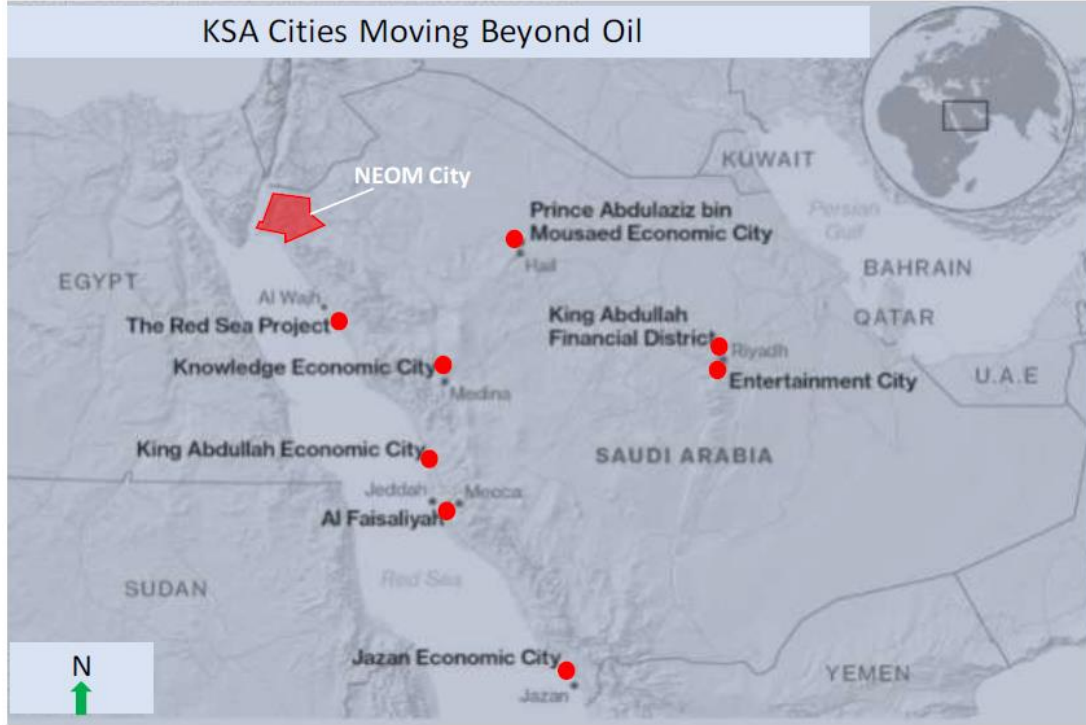 KSA Cities Moving Beyond Oil
KUWAIT
NEOM City
Prince Abdulaziz bin
Mousaed Economic City
Persian
Gulf
Hail
EGYPT
BAHRAIN
Al Wajh
The Red Sea Project
King Abdullah
Financial District
QATAR
Riyadh
Knowledge Economic City
Medina
Entertainment City
U.A.E
King Abdullah Economic City
SAUDI ARABIA
Jeddah
Mecca
Al Faisaliyah
Red Sea
SUDAN
Jazan Economic City
Jazan
YEMEN
N